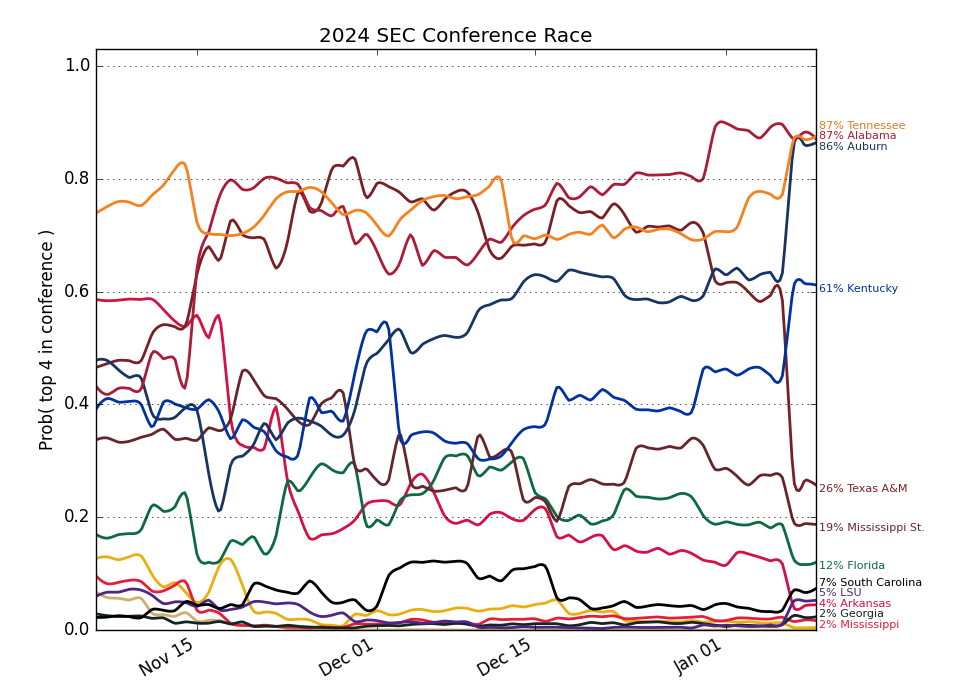 2024 SEC Conference Race
Prob( top 4 in conference )
1.0
0.8
0.6
0.4
0.2
0.0
Nov 15
Dec 01
Dec 15
Jan 01
87% Tennessee
87% Alabama
86% Auburn
61% Kentucky
26% Texas A&M
19% Mississippi St.
12% Florida
7% South Carolina
5% LSU
4% Arkansas
2% Georgia
2% Mississippi